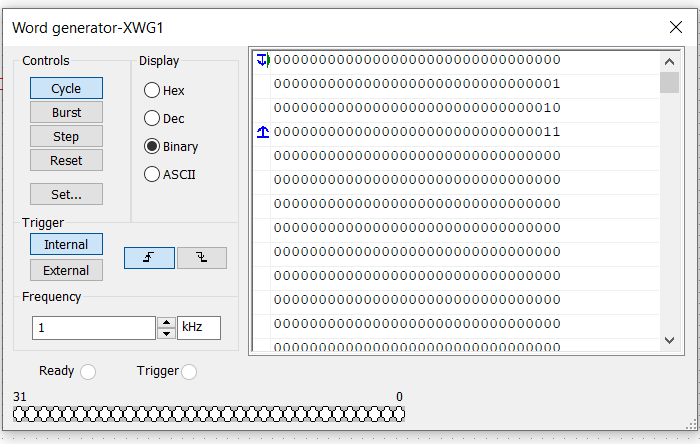 Word generator-XWG1
Controls
Cycle
Burst
Step
Reset
Set...
Display
Hex
Dec
Binary
ASCII
Trigger
Internal
External
Frequency
1
kHz
Ready
Trigger
31
0
00000000000000000000000000000000
00000000000000000000000000000001
00000000000000000000000000000010
00000000000000000000000000000011
00000000000000000000000000000000
00000000000000000000000000000000
00000000000000000000000000000000
00000000000000000000000000000000
00000000000000000000000000000000
00000000000000000000000000000000
00000000000000000000000000000000
00000000000000000000000000000000
00000000000000000000000000000000